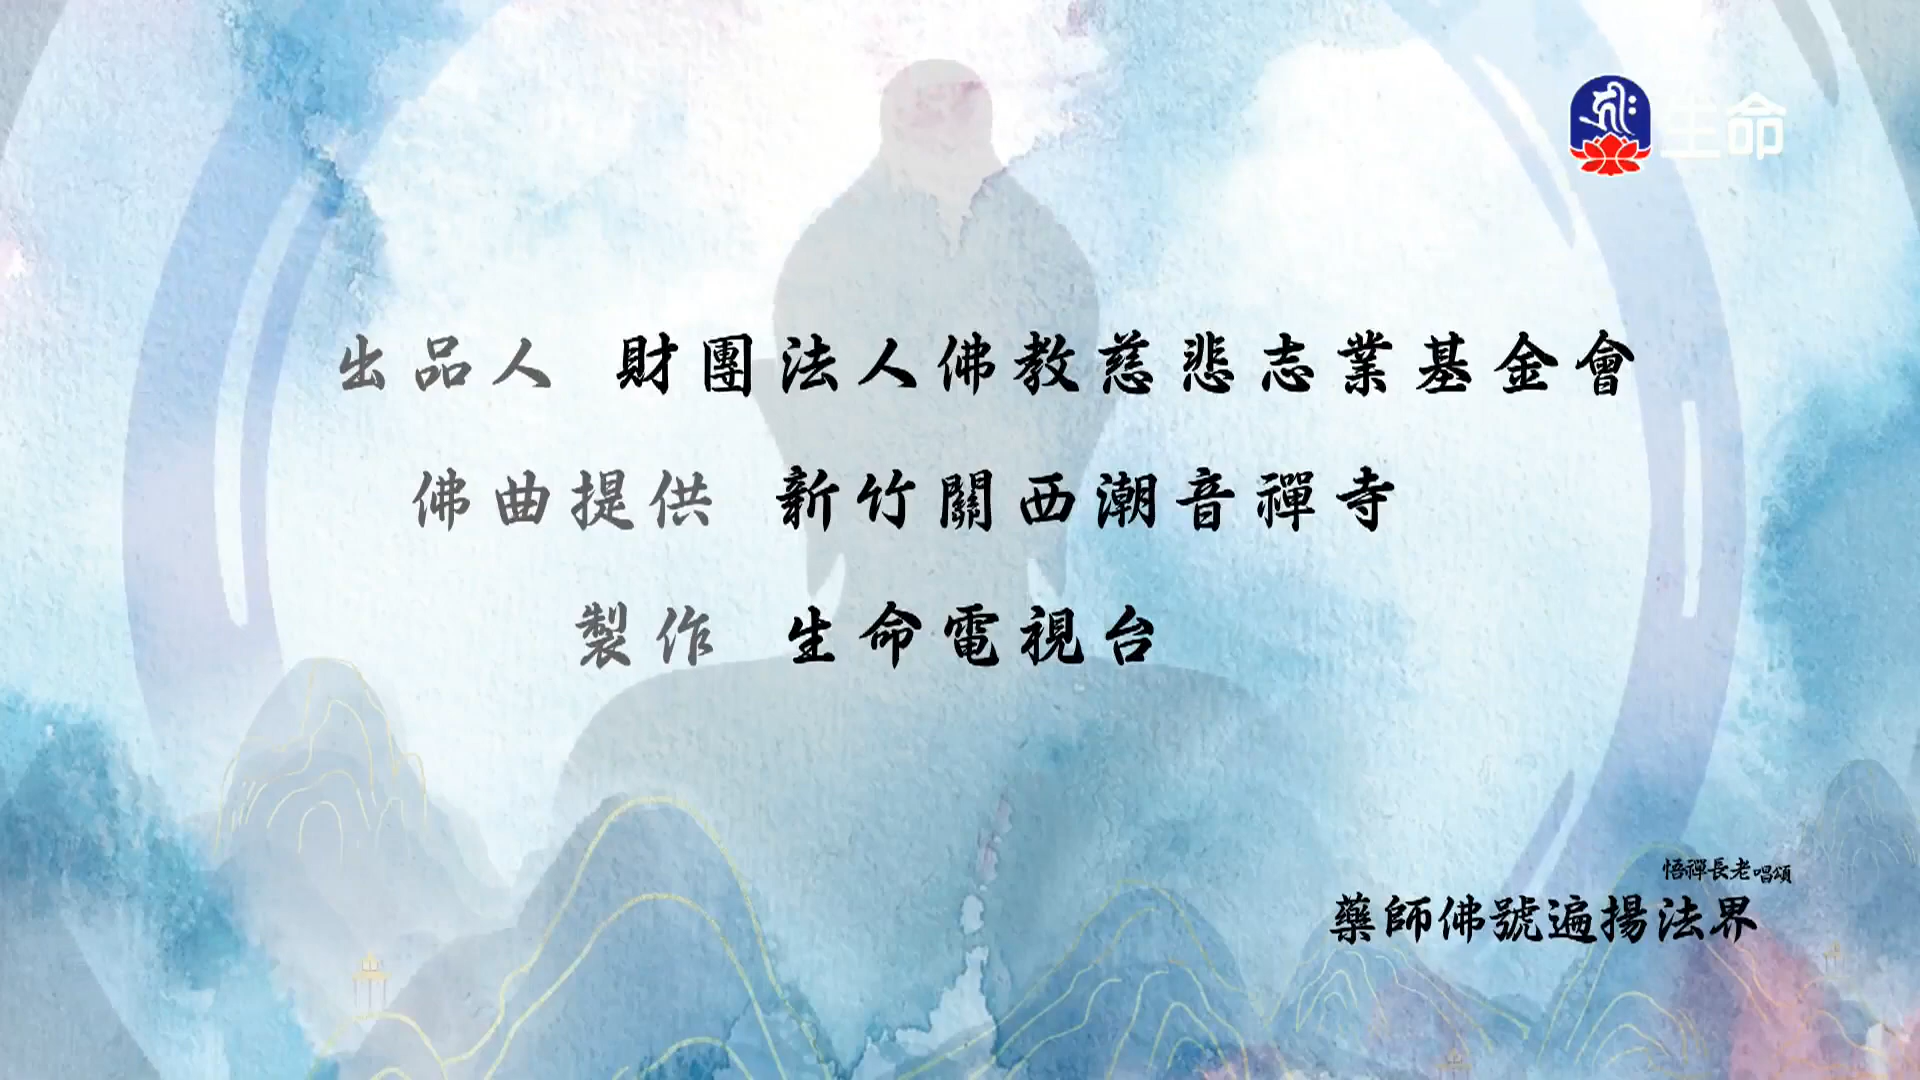 生命
出品人 財團法人佛教慈悲志業基金會
佛曲提供 新竹關西潮音禪寺
製作 生命電視台
悟禪長老唱頌
藥師佛號遍揚法界